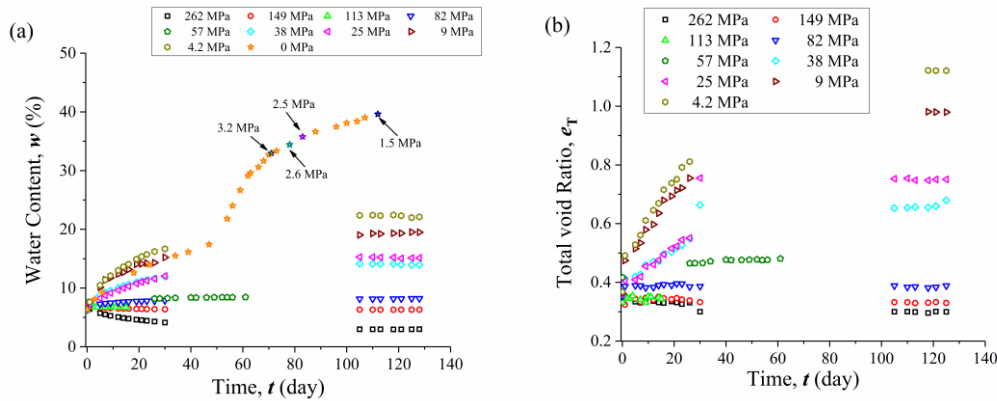 (a)
262 MPa 149 MPa 113 MPa 82 MPa
57 MPa 38 MPa 25 MPa 9 MPa
4.2 MPa 0 MPa
50
40
30
20
10
0
Water Content, w (%)
2.5 MPa
3.2 MPa
1.5 MPa
2.6 MPa
0 20 40 60 80 100 120 140
Time, t (day)
(b)
262 MPa 149 MPa
113 MPa 82 MPa
57 MPa 38 MPa
25 MPa 9 MPa
4.2 MPa
1.2
1.0
0.8
0.6
0.4
0.2
Total void Ratio, eT
0 20 40 60 80 100 120 140
Time, t (day)